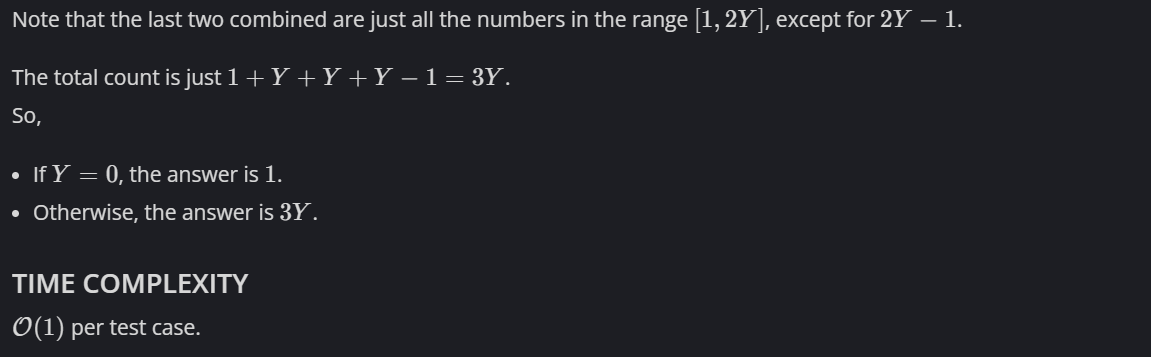 Note that the last two combined are just all the numbers in the range [1, 2Y], except for 2Y − 1.
The total count is just 1 + Y + Y + Y − 1 = 3Y.
So,
• If Y = 0, the answer is 1.
• Otherwise, the answer is 3Y.
TIME COMPLEXITY
𝒪(1) per test case.